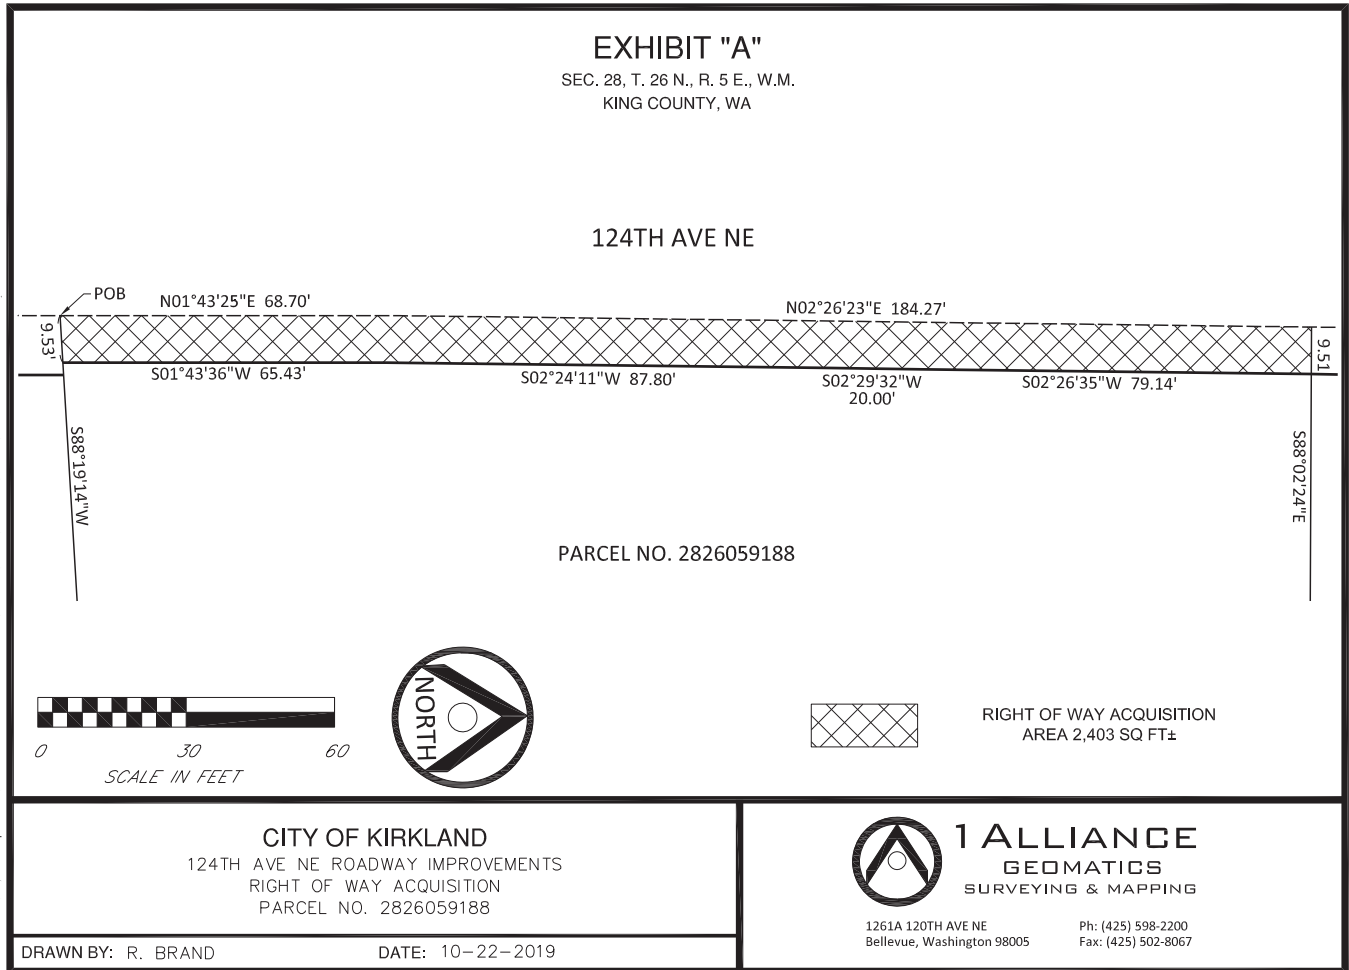 EXHIBIT "A"
SEC. 28, T. 26 N., R. 5 E., W.M.
KING COUNTY, WA
124TH AVE NE
POB
N01°43'25"E 68.70'
N02°26'23"E 184.27'
9.53'
9.51
S01°43'36"W 65.43'
S02°24'11"W 87.80'
S02°29'32"W
20.00'
S02°26'35"W 79.14'
S88°19'14"W
S88°02'24"E
PARCEL NO. 2826059188
0 30 60
SCALE IN FEET
NORTH
RIGHT OF WAY ACQUISITION
AREA 2,403 SQ FT±
CITY OF KIRKLAND
124TH AVE NE ROADWAY IMPROVEMENTS
RIGHT OF WAY ACQUISITION
PARCEL NO. 2826059188
DRAWN BY: R. BRAND DATE: 10-22-2019
1 ALLIANCE
GEOMATICS
SURVEYING & MAPPING
1261A 120TH AVE NE
Bellevue, Washington 98005
Ph: (425) 598-2200
Fax: (425) 502-8067